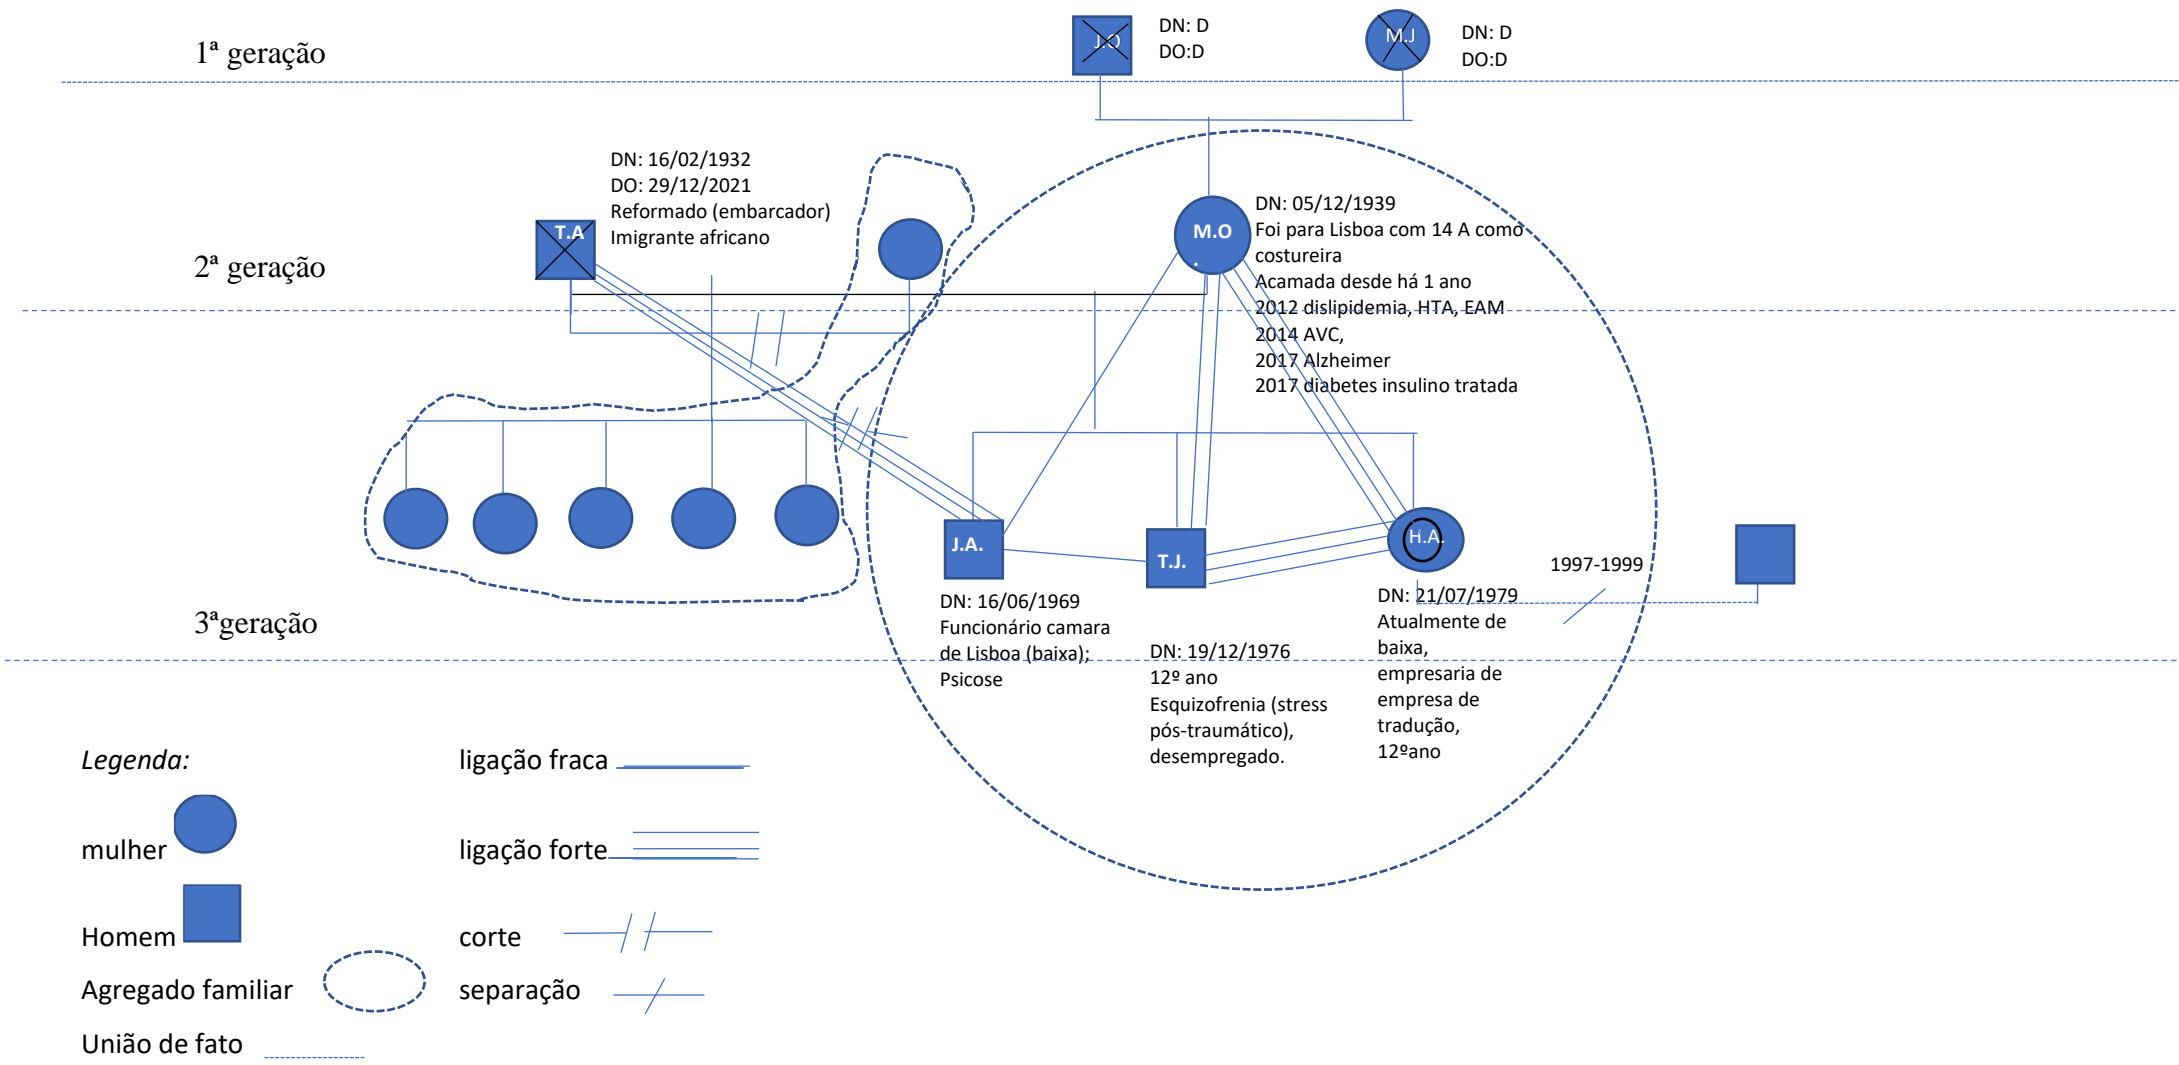 1ª geração
J.O
DN: D
DO:D
M.J
DN: D
DO:D
2ª geração
T.A
DN: 16/02/1932
DO: 29/12/2021
Reformado (embarcador)
Imigrante africano
M.O
.
DN: 05/12/1939
Foi para Lisboa com 14 A como
costureira
Acamada desde há 1 ano
2012 dislipidemia, HTA, EAM
2014 AVC,
2017 Alzheimer
2017 diabetes insulino tratada
3ªgeração
J.A.
DN: 16/06/1969
Funcionário camara
de Lisboa (baixa);
Psicose
T.J.
DN: 19/12/1976
12º ano
Esquizofrenia (stress
pós-traumático),
desempregado.
H.A.
DN: 21/07/1979
Atualmente de
baixa,
empresaria de
empresa de
tradução,
12ºano
1997-1999
Legenda:
mulher
Homem
Agregado familiar
União de fato
ligação fraca
ligação forte
corte
separação